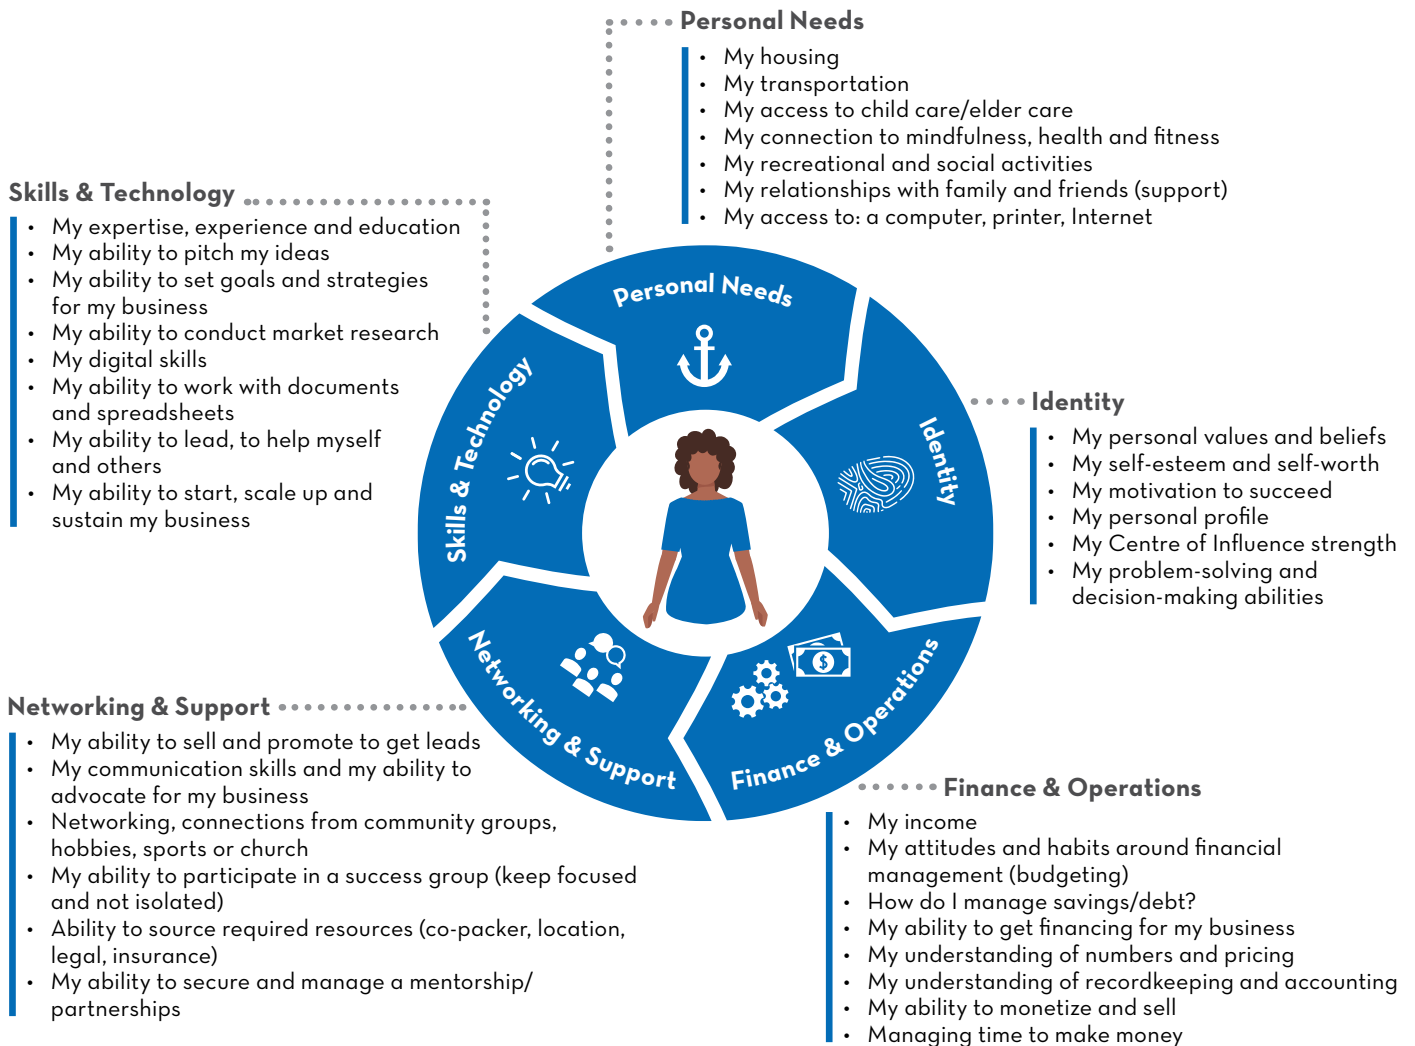 Personal Needs
• My housing
• My transportation
• My access to child care/elder care
• My connection to mindfulness, health and fitness
• My recreational and social activities
• My relationships with family and friends (support)
• My access to: a computer, printer, Internet
Skills & Technology
• My expertise, experience and education
• My ability to pitch my ideas
• My ability to set goals and strategies
for my business
• My ability to conduct market research
• My digital skills
• My ability to work with documents
and spreadsheets
• My ability to lead, to help myself
and others
• My ability to start, scale up and
sustain my business
Personal Needs
Skills & Technology
Identity
Networking & Support
Finance & Operations
$
Identity
• My personal values and beliefs
• My self-esteem and self-worth
• My motivation to succeed
• My personal profile
• My Centre of Influence strength
• My problem-solving and
decision-making abilities
Networking & Support
• My ability to sell and promote to get leads
• My communication skills and my ability to
advocate for my business
• Networking, connections from community groups,
hobbies, sports or church
• My ability to participate in a success group (keep focused
and not isolated)
• Ability to source required resources (co-packer, location,
legal, insurance)
• My ability to secure and manage a mentorship/
partnerships
Finance & Operations
• My income
• My attitudes and habits around financial
management (budgeting)
• How do I manage savings/debt?
• My ability to get financing for my business
• My understanding of numbers and pricing
• My understanding of recordkeeping and accounting
• My ability to monetize and sell
• Managing time to make money